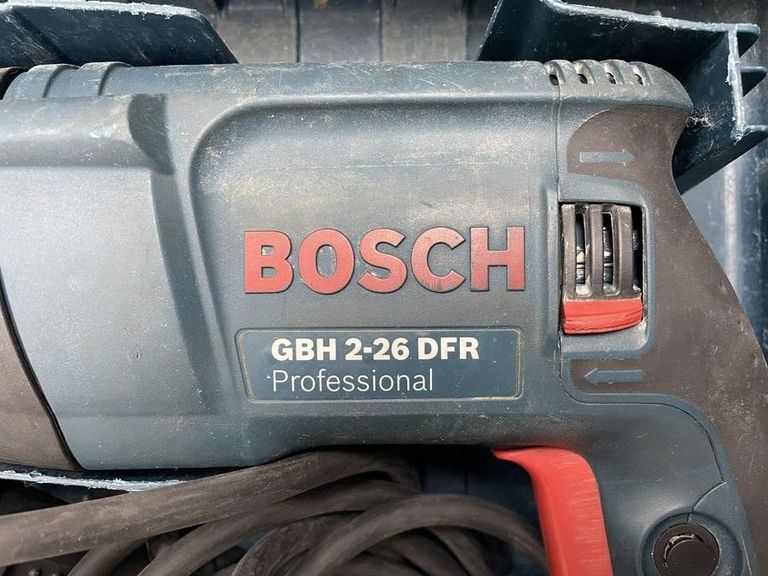 BOSCH
GBH 2-26 DFR
Professional